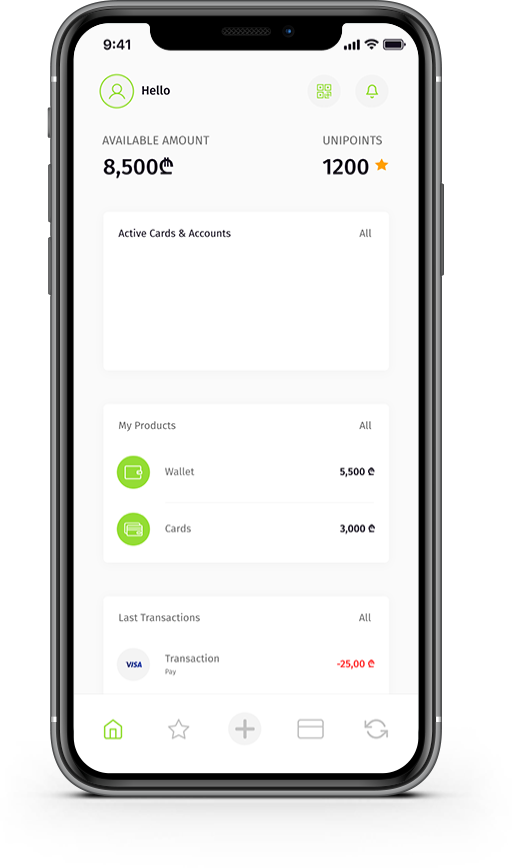 9:41
Hello
AVAILABLE AMOUNT
UNIPOINTS
8,500₾
1200
Active Cards & Accounts
All
My Products
All
Wallet
5,500 ₾
Cards
3,000 ₾
Last Transactions
All
VISA
Transaction
-25,00 ₾
Pay